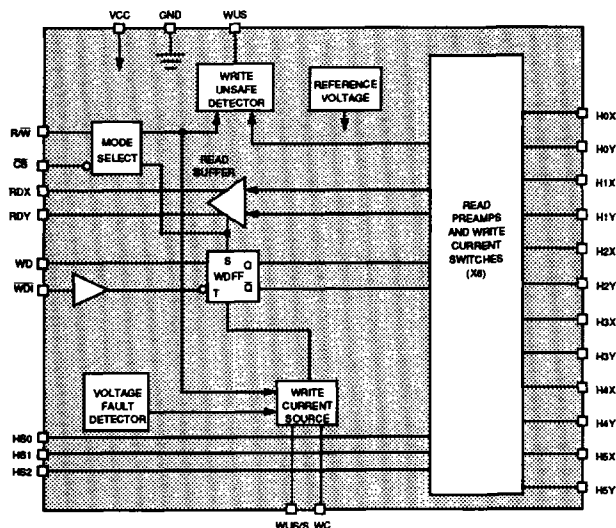 VCC GND WUS
WRITE
UNSAFE
DETECTOR
REFERENCE
VOLTAGE
R/W
MODE
SELECT
CS
READ
BUFFER
RDX
RDY
WD
WDI
S Q
WDFF
T Q
READ
PREAMPS
AND WRITE
CURRENT
SWITCHES
(X6)
H0X
H0Y
H1X
H1Y
H2X
H2Y
H3X
H3Y
H4X
H4Y
H5X
H5Y
VOLTAGE
FAULT
DETECTOR
WRITE
CURRENT
SOURCE
HS0
HS1
HS2
WUS/S WC